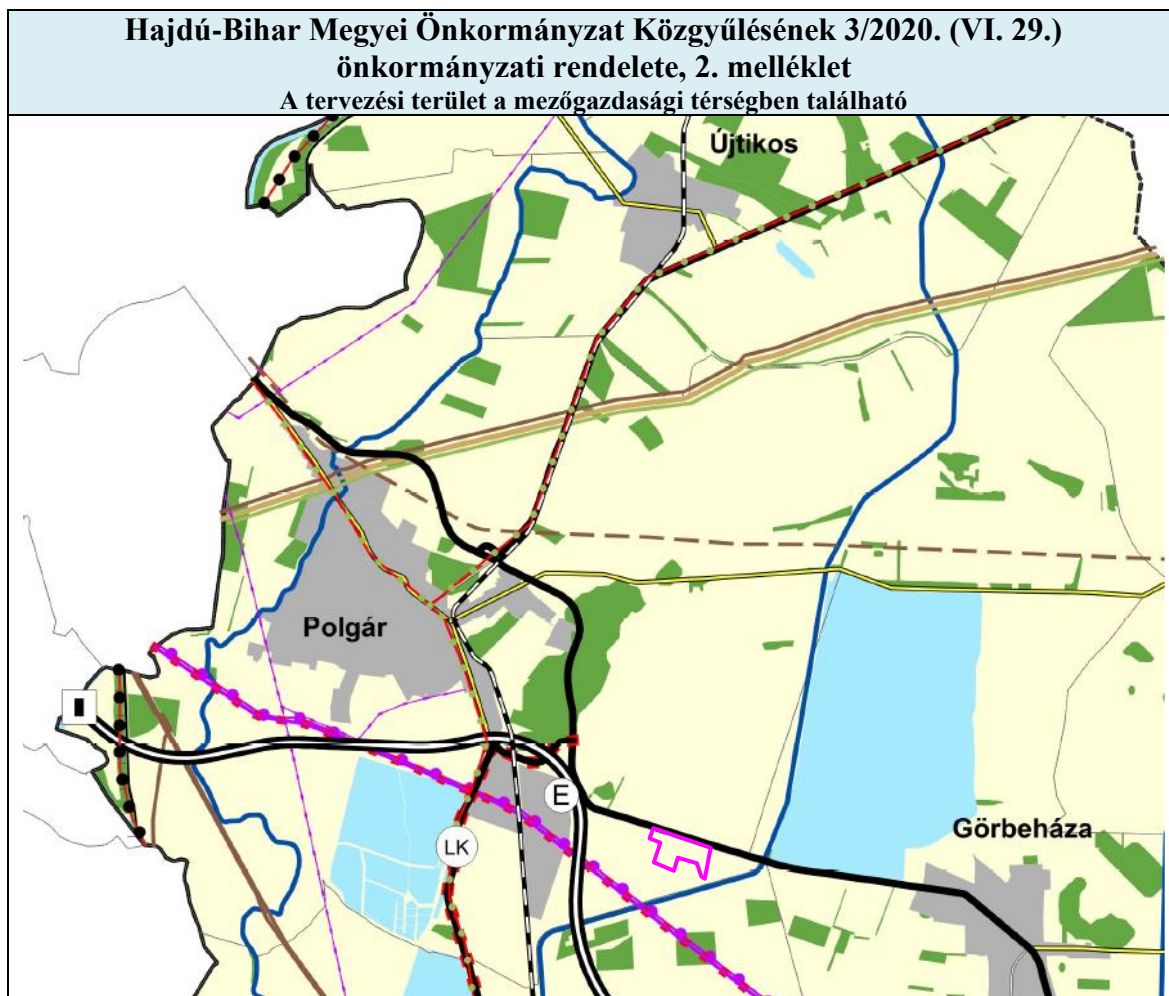 Hajdú-Bihar Megyei Önkormányzat Közgyűlésének 3/2020. (VI. 29.)
önkormányzati rendelete, 2. melléklet
A tervezési terület a mezőgazdasági térségben található
Újtikos
Polgár
E
Görbeháza
LK